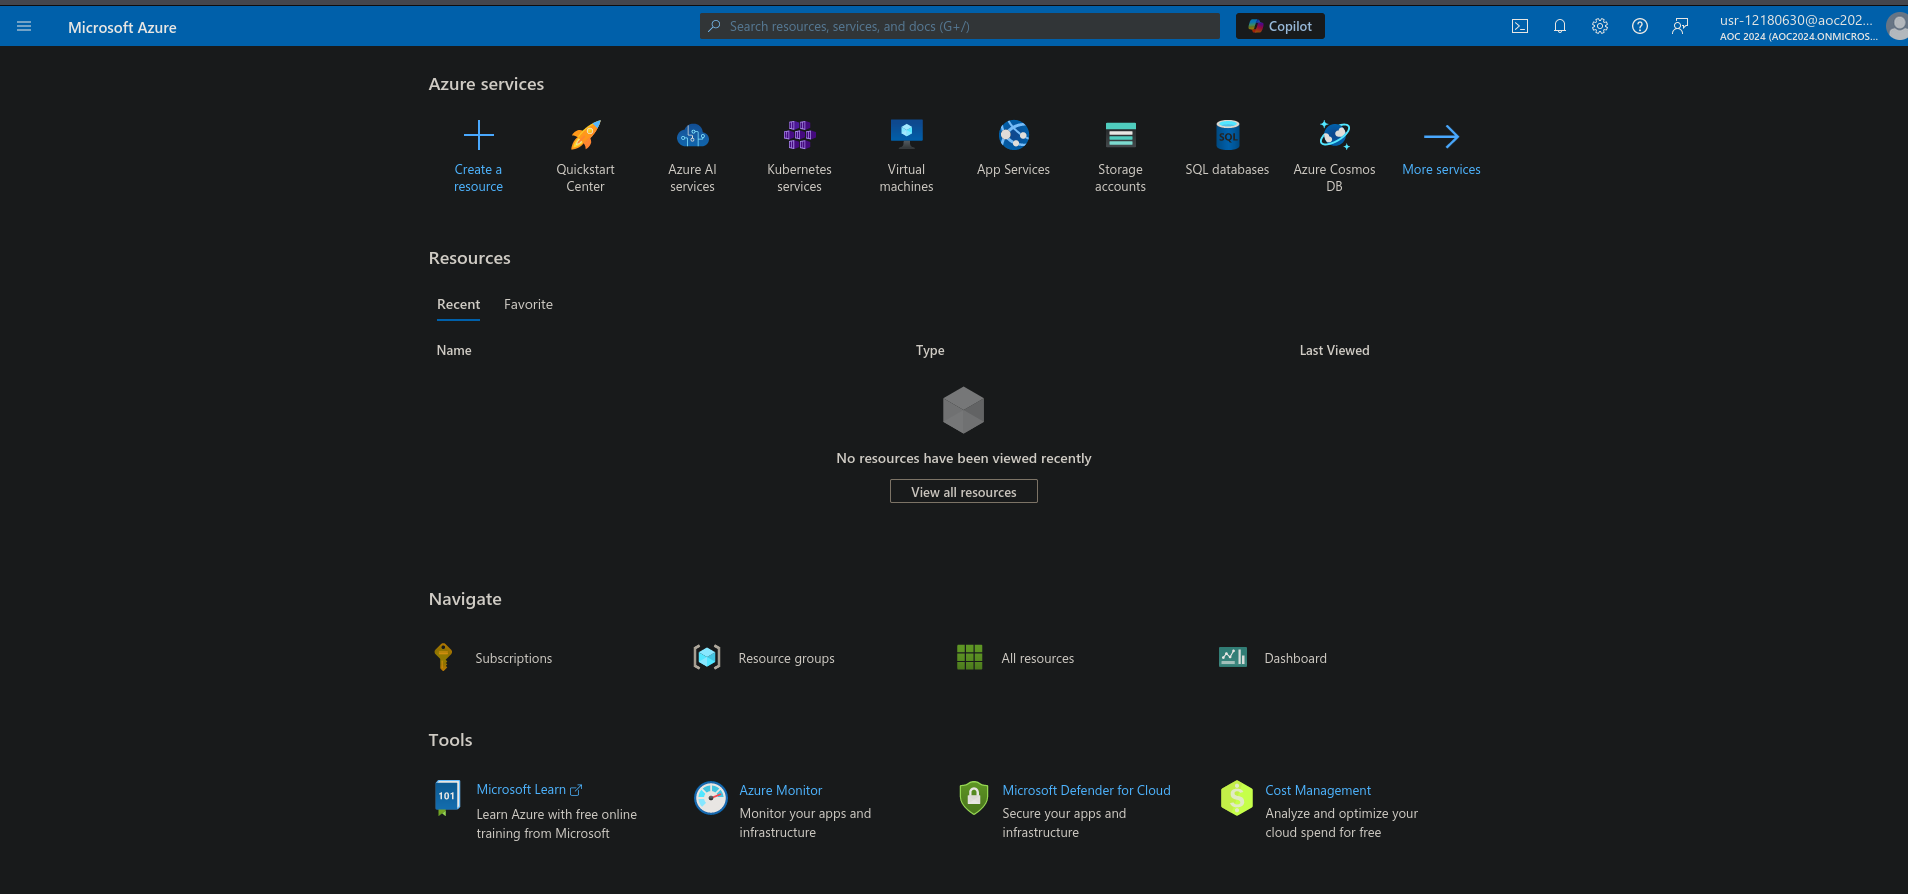 Microsoft Azure
Search resources, services, and docs (G+/)
Copilot
usr-12180630@aoc202...
AOC 2024 (AOC2024.ONMICROS...
Azure services
Create a
resource
Quickstart
Center
Azure AI
services
Kubernetes
services
Virtual
machines
App Services
Storage
accounts
SQL
SQL databases
Azure Cosmos
DB
More services
Resources
Recent
Favorite
Name
Type
Last Viewed
No resources have been viewed recently
View all resources
Navigate
Subscriptions
Resource groups
All resources
Dashboard
Tools
101
Microsoft Learn
Learn Azure with free online
training from Microsoft
Azure Monitor
Monitor your apps and
infrastructure
Microsoft Defender for Cloud
Secure your apps and
infrastructure
$
Cost Management
Analyze and optimize your
cloud spend for free